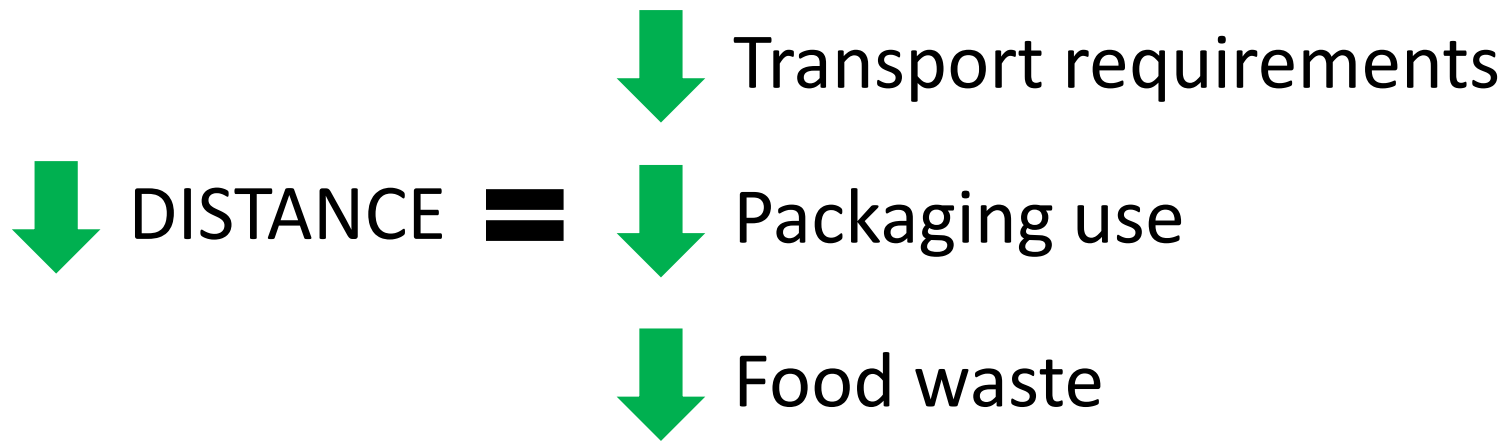 Transport requirements
DISTANCE = Packaging use
Food waste